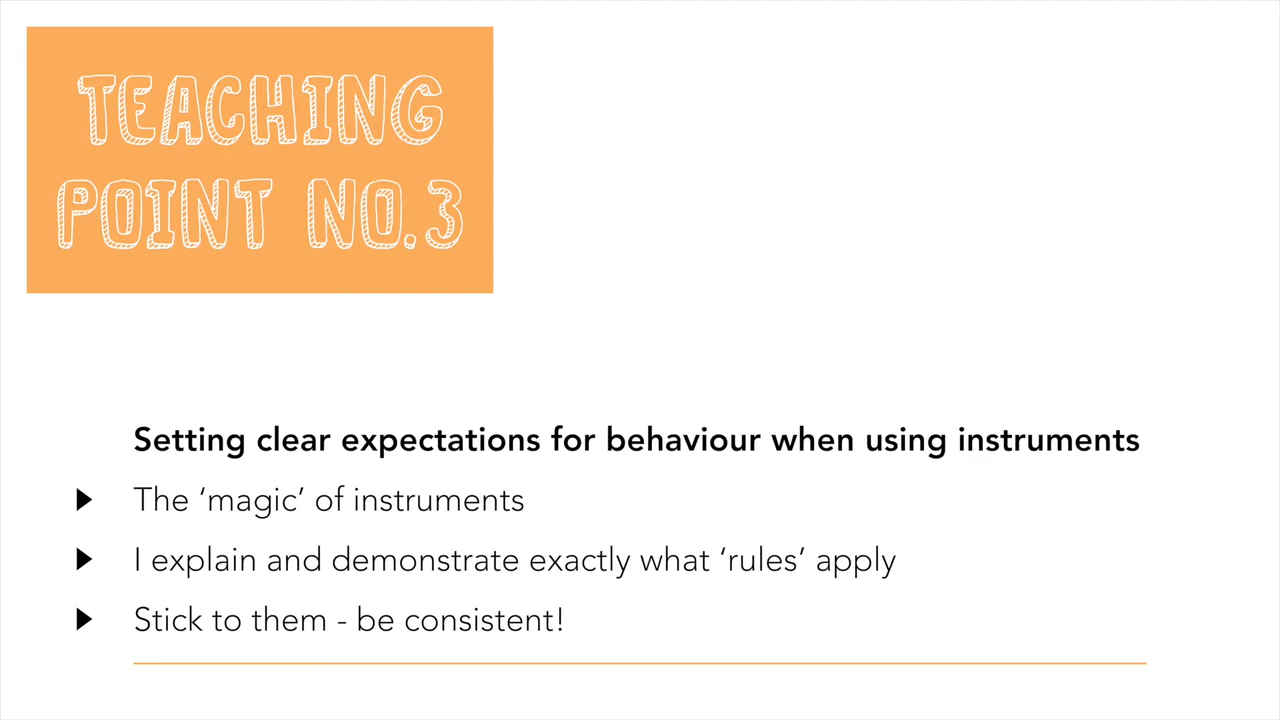 TEACHING
POINT NO.3
Setting clear expectations for behaviour when using instruments
The ‘magic’ of instruments
I explain and demonstrate exactly what ‘rules’ apply
Stick to them - be consistent!